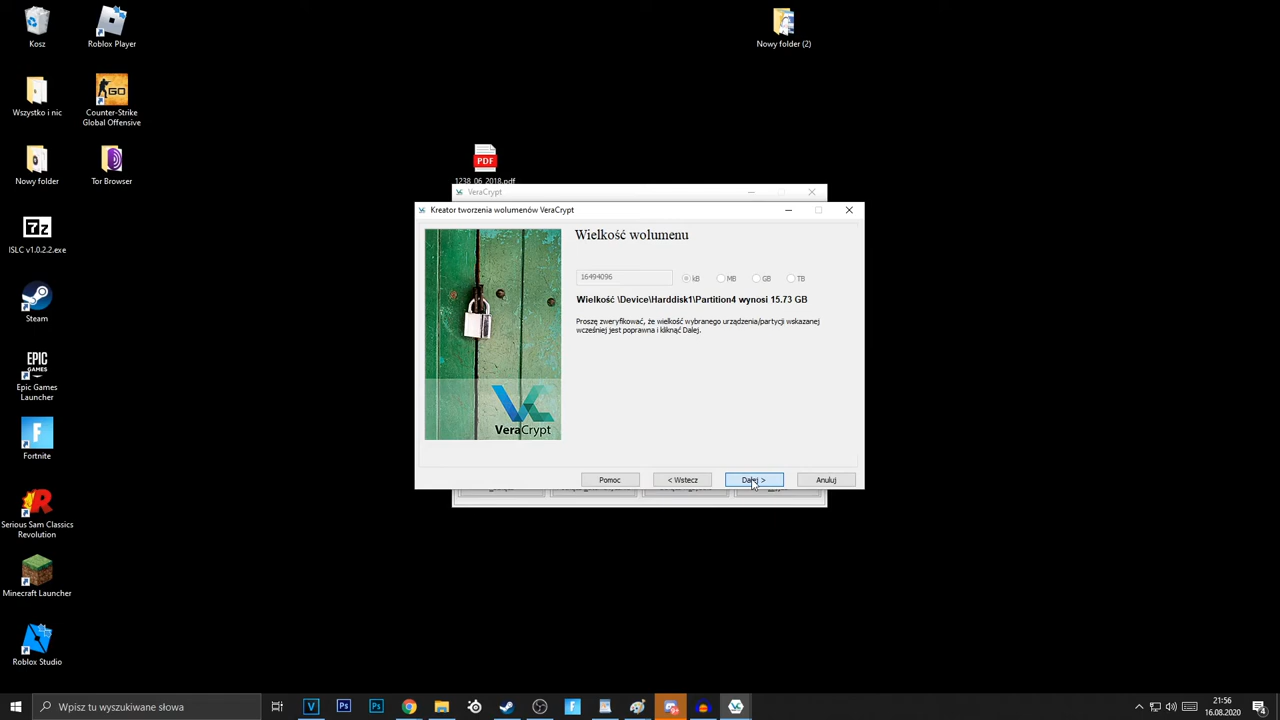 Kosz
Roblox Player
Nowy folder (2)
Wszystko i nic
Counter-Strike
Global Offensive
GO
Nowy folder
Tor Browser
PDF
1238_06_2018.pdf
7z
ISLC v1.0.2.2.exe
Steam
EPIC
GAMES
Epic Games
Launcher
Fortnite
Serious Sam Classics
Revolution
Minecraft Launcher
Roblox Studio
VeraCrypt
Kreator tworzenia wolumenów VeraCrypt
Wielkość wolumenu
16494096
kB
MB
GB
TB
Wielkość \Device\Harddisk1\Partition4 wynosi 15.73 GB
Proszę zweryfikować, że wielkość wybranego urządzenia/partycji wskazanej
wcześniej jest poprawna i kliknąć Dalej.
VeraCrypt
Pomoc
< Wstecz
Dalej >
Anuluj
Wpisz tu wyszukiwane słowa
21:56
16.08.2020